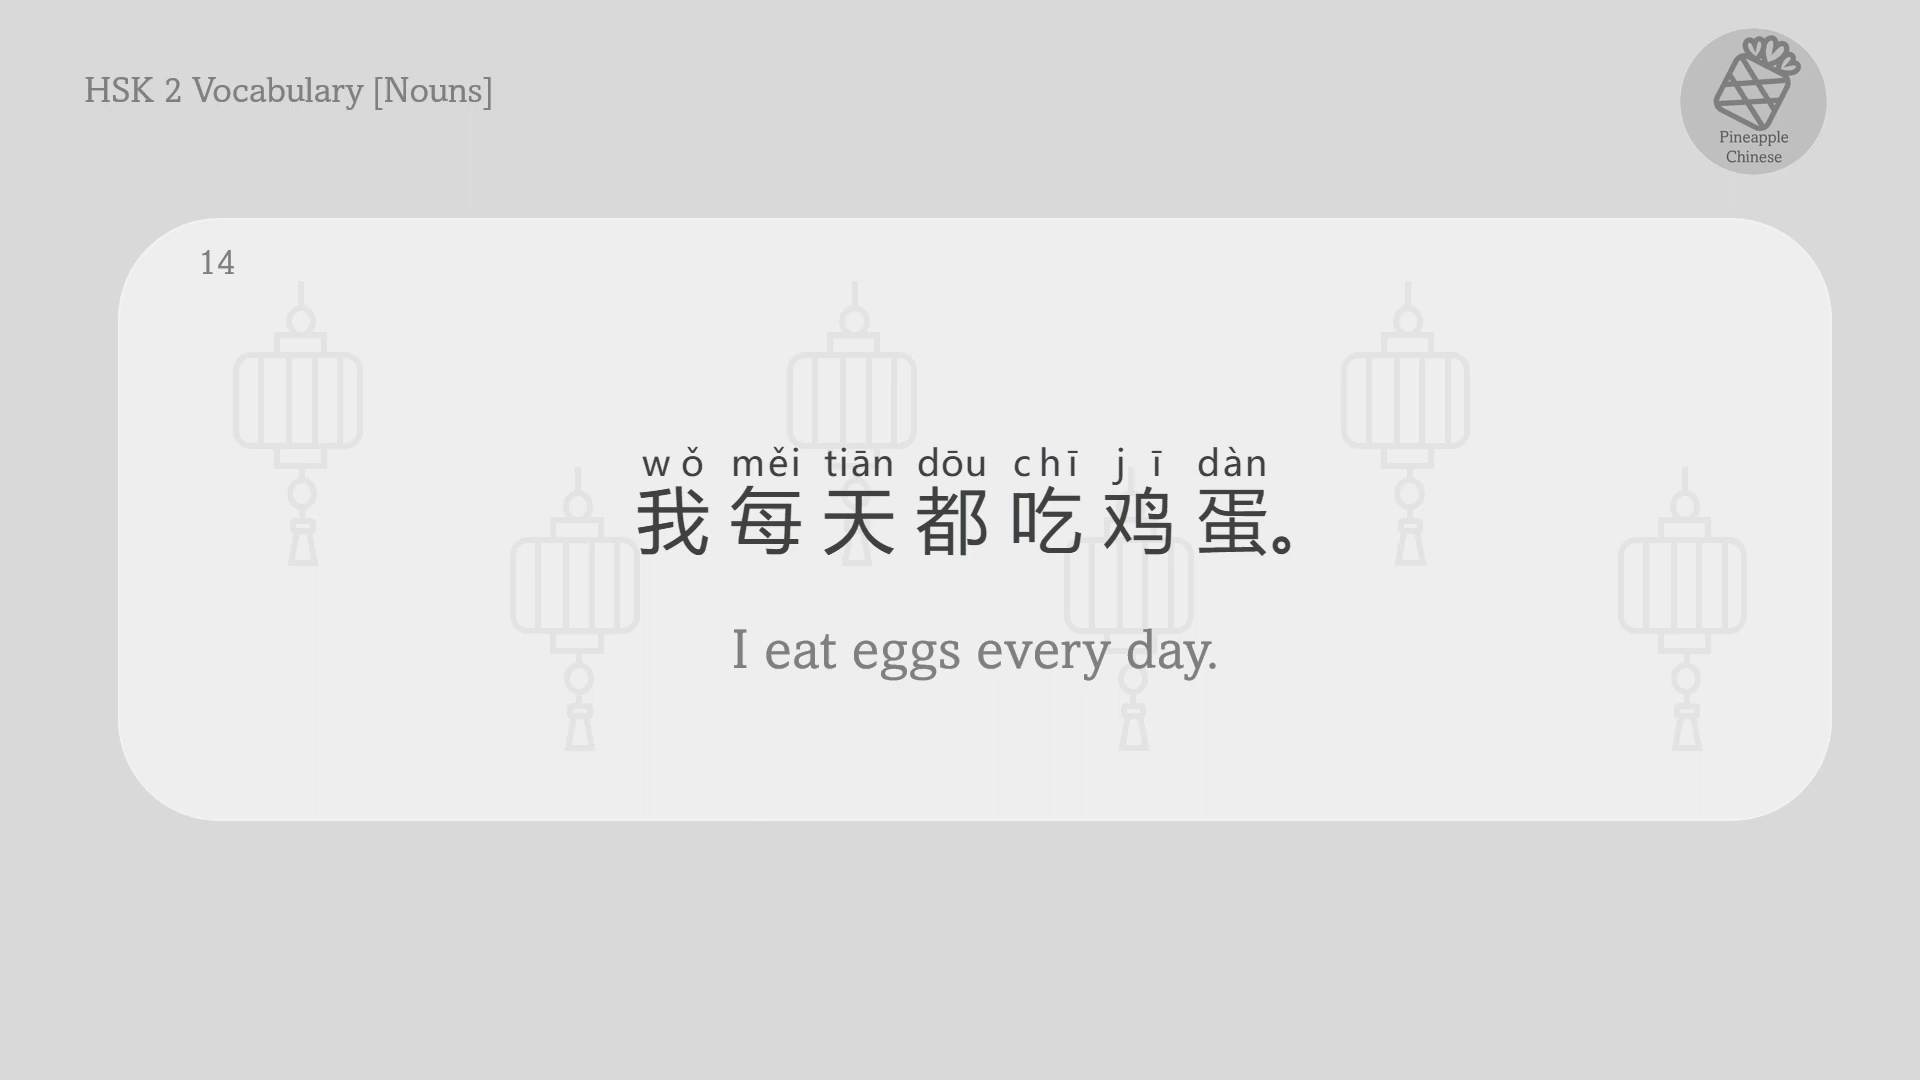 HSK 2 Vocabulary [Nouns]
Pineapple
Chinese
14
wǒ měi tiān dōu chī jī dàn
我每天都吃鸡蛋。
I eat eggs every day.